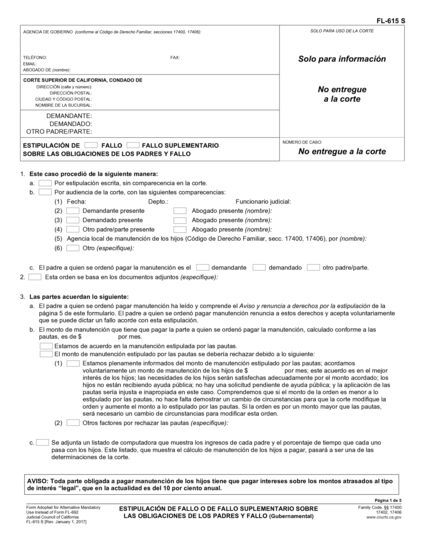 FL-615 S
AGENCIA DE GOBIERNO (conforme al Código de Derecho Familiar, secciones 17400, 17406):
SOLO PARA USO DE LA CORTE
TELÉFONO: FAX:
EMAIL:
ABOGADO DE (nombre):
Solo para información
No entregue
a la corte
CORTE SUPERIOR DE CALIFORNIA, CONDADO DE
DIRECCIÓN (calle y número):
DIRECCIÓN POSTAL:
CIUDAD Y CÓDIGO POSTAL:
NOMBRE DE LA SUCURSAL:
DEMANDANTE:
DEMANDADO:
OTRO PADRE/PARTE:
ESTIPULACIÓN DE FALLO FALLO SUPLEMENTARIO
SOBRE LAS OBLIGACIONES DE LOS PADRES Y FALLO
NÚMERO DE CASO:
No entregue a la corte
1. Este caso procedió de la siguiente manera:
a. Por estipulación escrita, sin comparecencia en la corte.
b. Por audiencia de la corte, con las siguientes comparecencias:
(1) Fecha: Depto.: Funcionario judicial:
(2) Demandante presente Abogado presente (nombre):
(3) Demandado presente Abogado presente (nombre):
(4) Otro padre/parte presente Abogado presente (nombre):
(5) Agencia local de manutención de los hijos (Código de Derecho Familiar, secc. 17400, 17406), por (nombre):
(6) Otro (especifique):
c. El padre a quien se ordenó pagar la manutención es el demandante demandado otro padre/parte.
2. Esta orden se basa en los documentos adjuntos (especifique):
3. Las partes acuerdan lo siguiente:
a. El padre a quien se ordenó pagar manutención ha leído y comprende el Aviso y renuncia a derechos por la estipulación de la
página 5 de este formulario. El padre a quien se ordenó pagar manutención renuncia a estos derechos y acepta voluntariamente
que se pueda dictar un fallo acorde con esta estipulación.
b. El monto de manutención que tiene que pagar la parte a quien se ordenó pagar la manutención, calculado conforme a las
pautas, es de $ por mes.
Estamos de acuerdo en la manutención estipulada por las pautas.
El monto de manutención estipulado por las pautas se debería rechazar debido a lo siguiente:
(1) Estamos plenamente informados del monto de manutención estipulado por las pautas; acordamos
voluntariamente un monto de manutención de los hijos de $ por mes; este acuerdo es en el mejor
interés de los hijos; las necesidades de los hijos serán satisfechas adecuadamente por el monto acordado; los
hijos no están recibiendo ayuda pública; no hay una solicitud pendiente de ayuda pública; y la aplicación de las
pautas sería injusta e inapropiada en este caso. Comprendemos que si el monto de la orden es menor a lo
estipulado por las pautas, no hace falta demostrar un cambio de circunstancias para que la corte modifique la
orden y aumente el monto a lo estipulado por las pautas. Si la orden es por un monto mayor que las pautas,
será necesario un cambio de circunstancias para modificar esta orden.
(2) Otros factores por rechazar las pautas (especifique):
c. Se adjunta un listado de computadora que muestra los ingresos de cada padre y el porcentaje de tiempo que cada uno
pasa con los hijos. Este listado, que muestra el cálculo de manutención de los hijos a pagar, pasará a ser una de las
determinaciones de la corte.
AVISO: Toda parte obligada a pagar manutención de los hijos tiene que pagar intereses sobre los montos atrasados al tipo
de interés “legal”, que en la actualidad es del 10 por ciento anual.
Página 1 de 5
Form Adopted for Alternative Mandatory
Use Instead of Form FL-692
Judicial Council of California
FL-615 S [Rev. January 1, 2017]
ESTIPULACIÓN DE FALLO O DE FALLO SUPLEMENTARIO SOBRE
LAS OBLIGACIONES DE LOS PADRES Y FALLO (Gubernamental)
Family Code, §§ 17400,
17402, 17406
www.courts.ca.gov